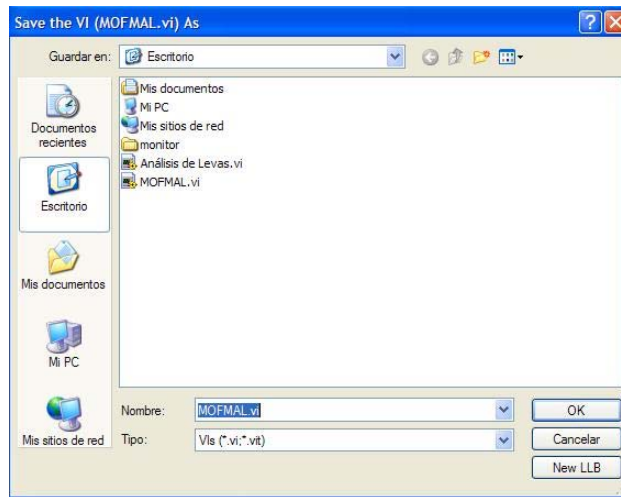 Save the VI (MOFMAL.vi) As
Guardar en: Escritorio
Documentos
recientes
Escritorio
Mis documentos
Mi PC
Mis sitios de red
Mis documentos
Mi PC
Mis sitios de red
monitor
Análisis de Levas.vi
MOFMAL.vi
Nombre: MOFMAL.vi
Tipo: VIs (*.vi;*.vit)
OK
Cancelar
New LLB